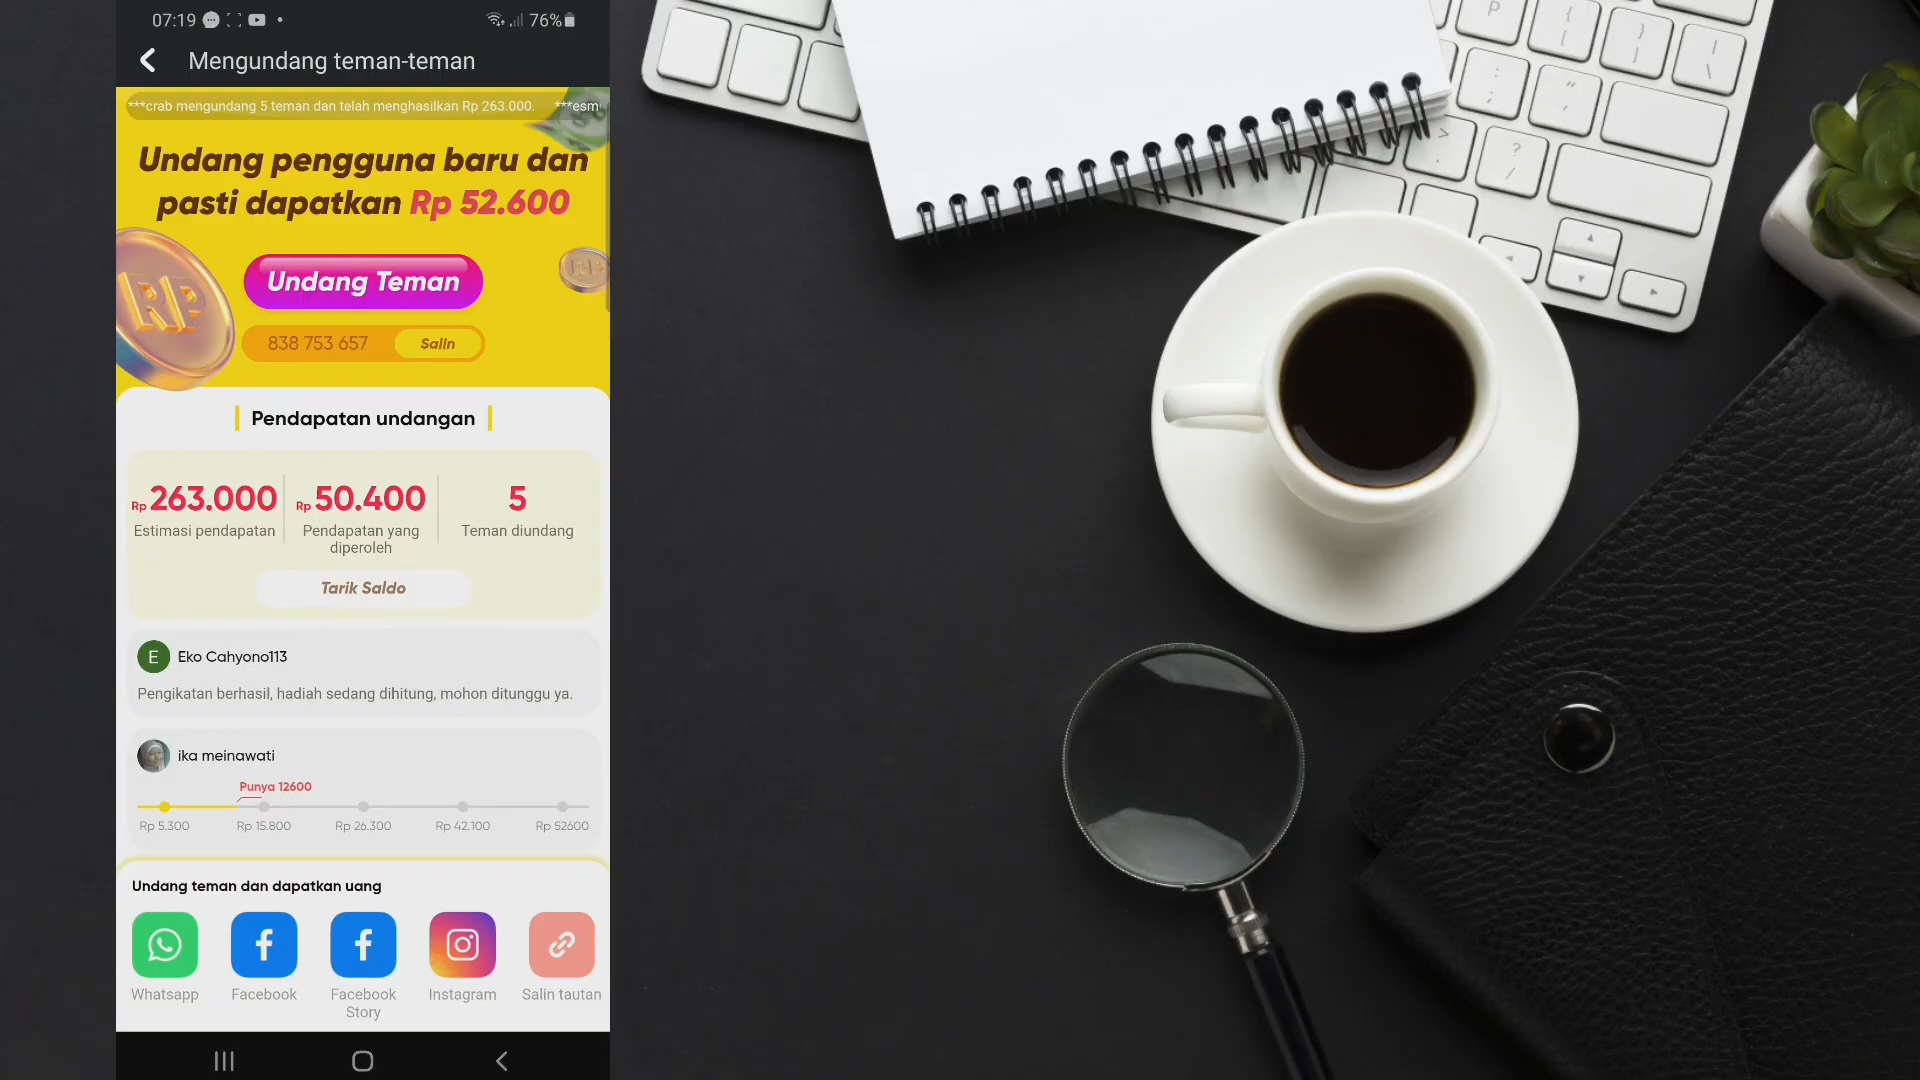 07:19
76%
Mengundang teman-teman
***crab mengundang 5 teman dan telah menghasilkan Rp 263.000. ***esm
Undang pengguna baru dan
pasti dapatkan Rp 52.600
Undang Teman
838 753 657 Salin
Pendapatan undangan
Rp 263.000 Rp 50.400 5
Estimasi pendapatan Pendapatan yang diperoleh Teman diundang
Tarik Saldo
E Eko Cahyono113
Pengikatan berhasil, hadiah sedang dihitung, mohon ditunggu ya.
ika meinawati
Punya 12600
Rp 5.300 Rp 15.800 Rp 26.300 Rp 42.100 Rp 52600
Undang teman dan dapatkan uang
Whatsapp Facebook Facebook Story Instagram Salin tautan
RP
P